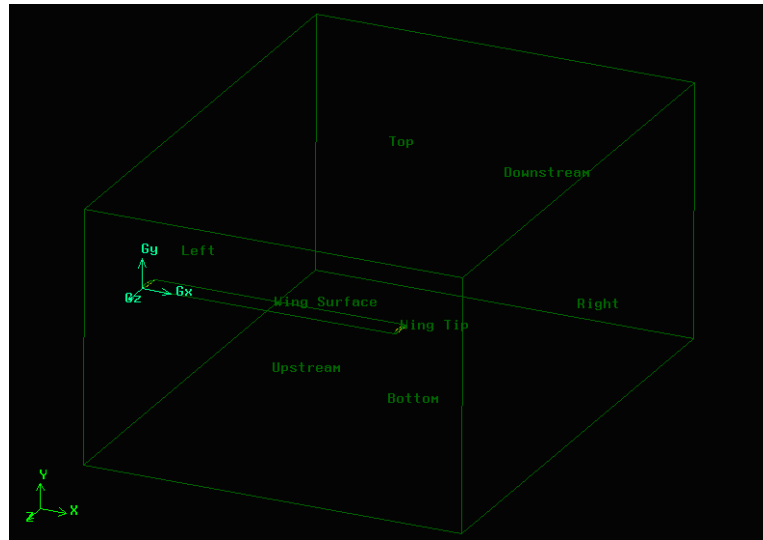 Top
Downstream
Gy
Left
Gz
Gx
Wing Surface
Right
Wing Tip
Upstream
Bottom
Y
Z
X